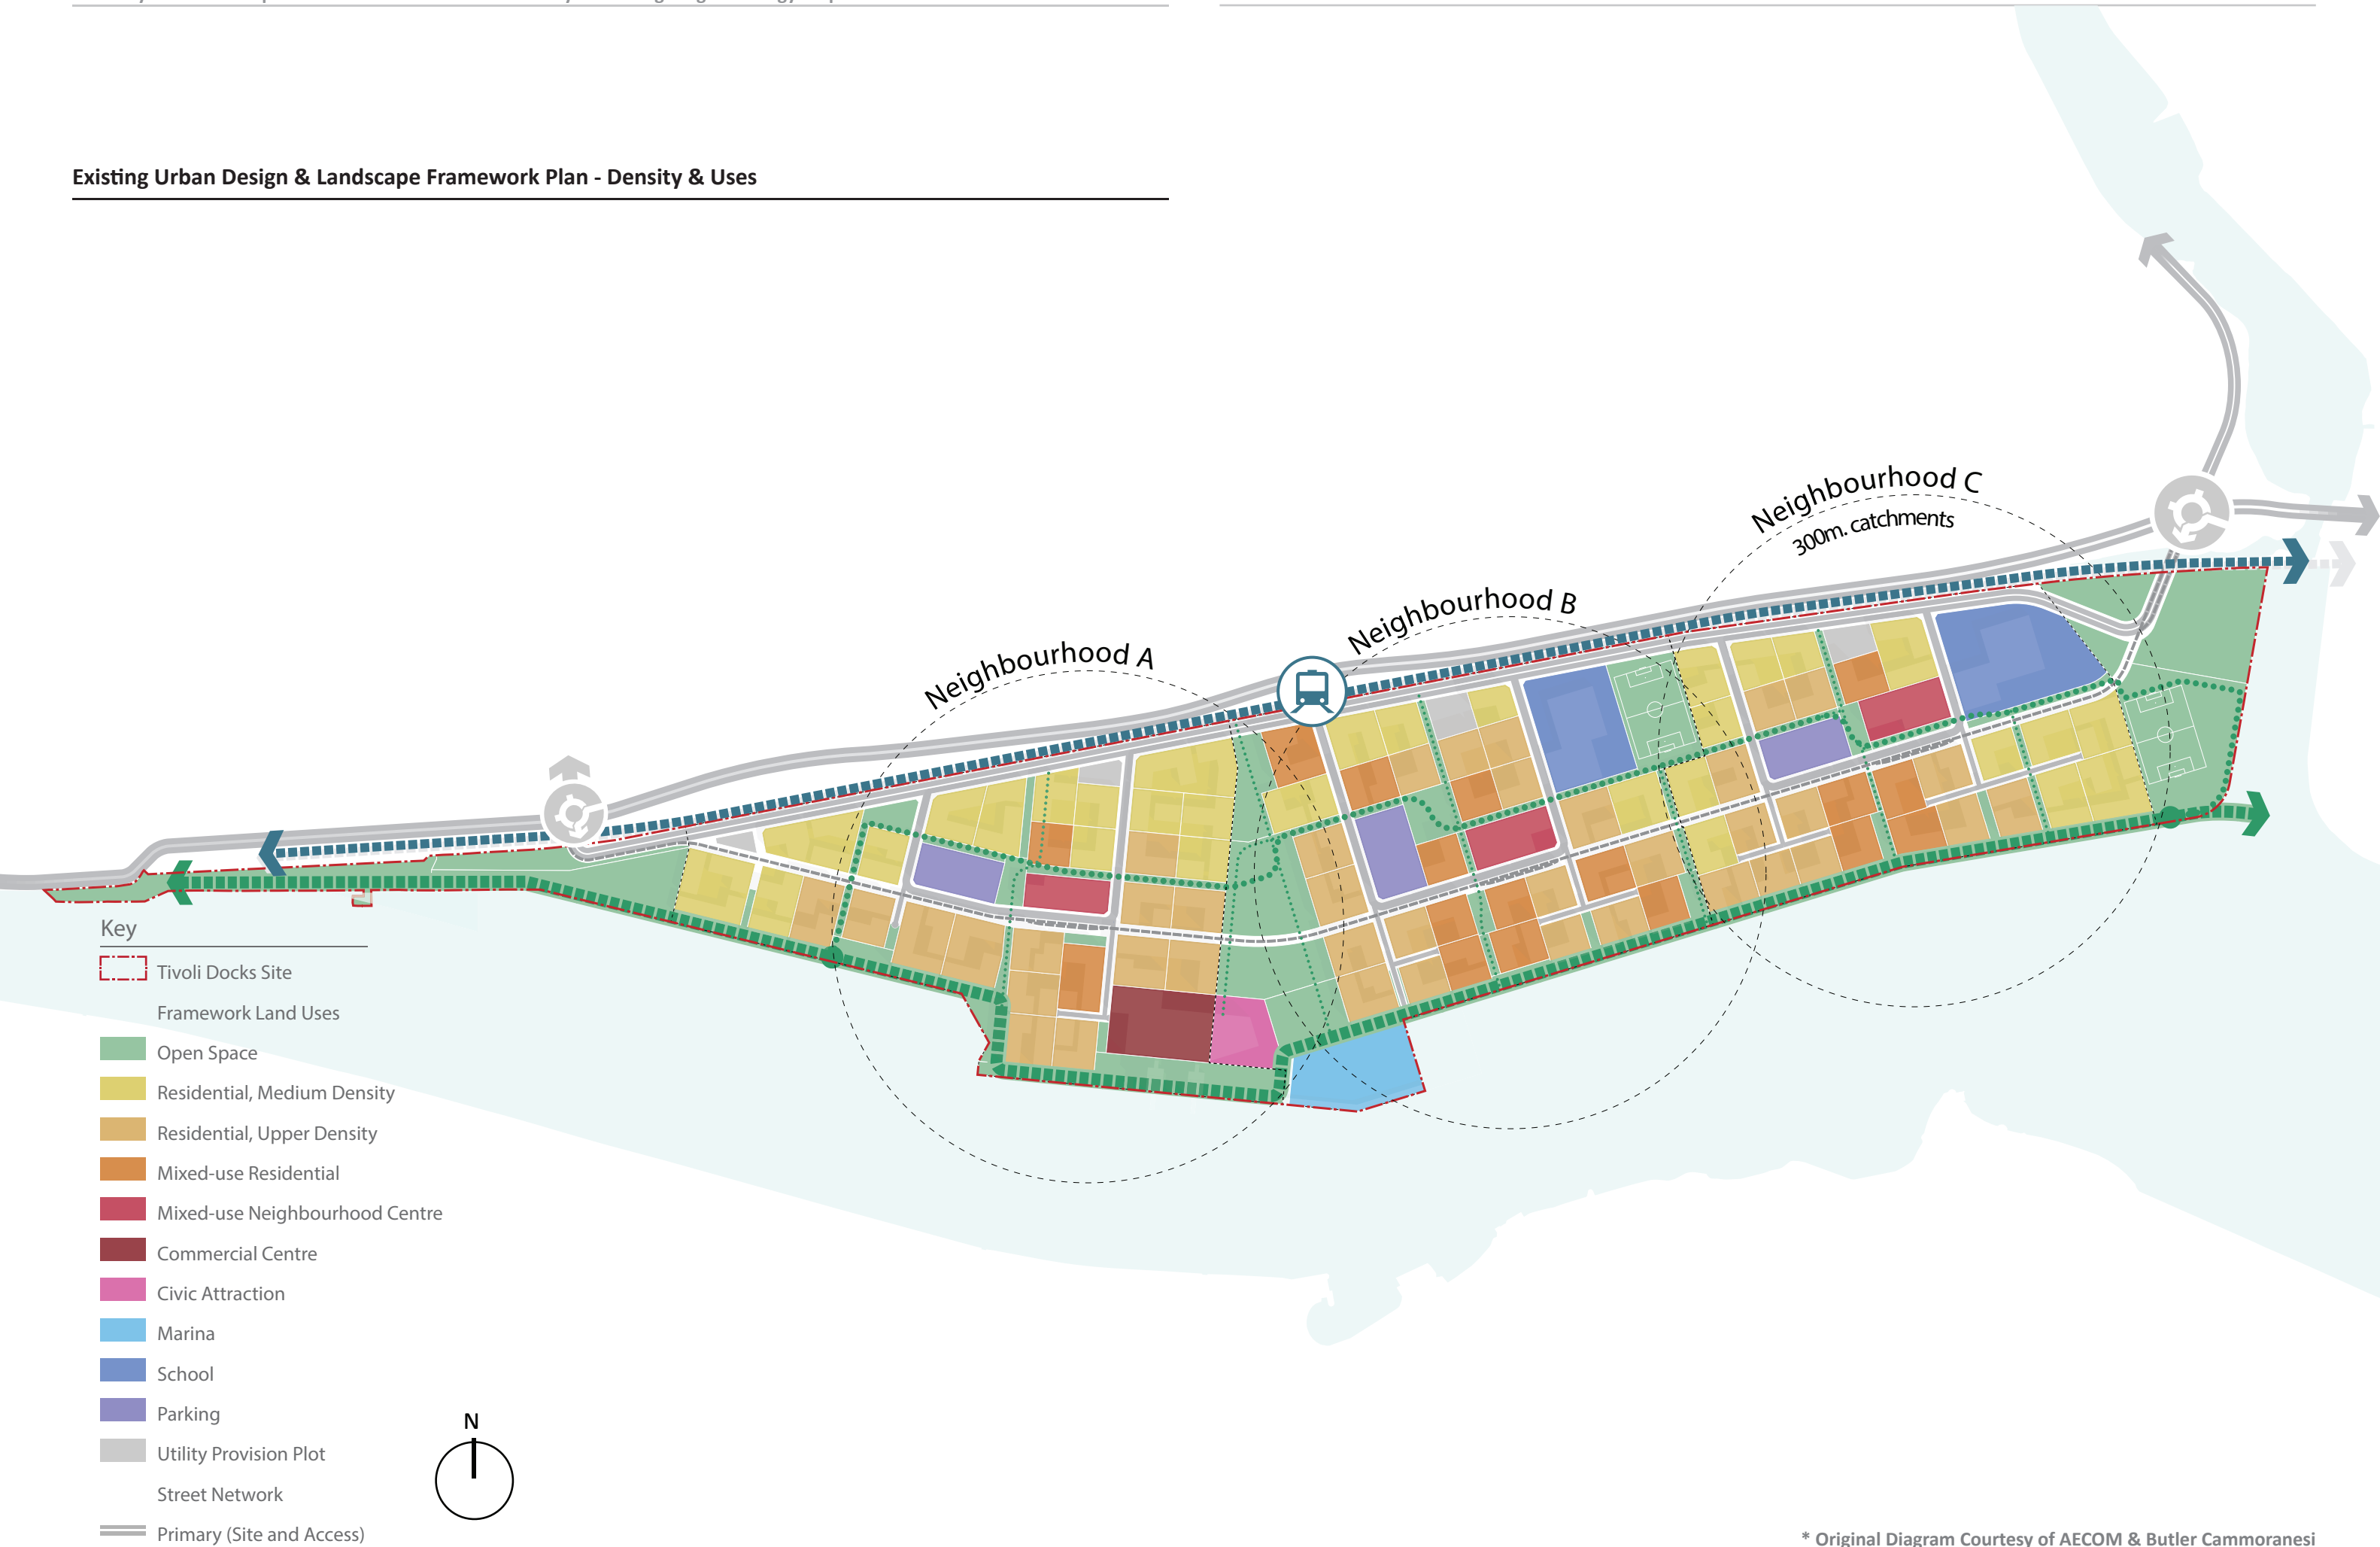 Existing Urban Design & Landscape Framework Plan - Density & Uses
Neighbourhood C
300m. catchments
Neighbourhood B
Neighbourhood A
Key
Tivoli Docks Site
Framework Land Uses
Open Space
Residential, Medium Density
Residential, Upper Density
Mixed-use Residential
Mixed-use Neighbourhood Centre
Commercial Centre
Civic Attraction
Marina
School
Parking
Utility Provision Plot
Street Network
Primary (Site and Access)
N
* Original Diagram Courtesy of AECOM & Butler Cammoranesi